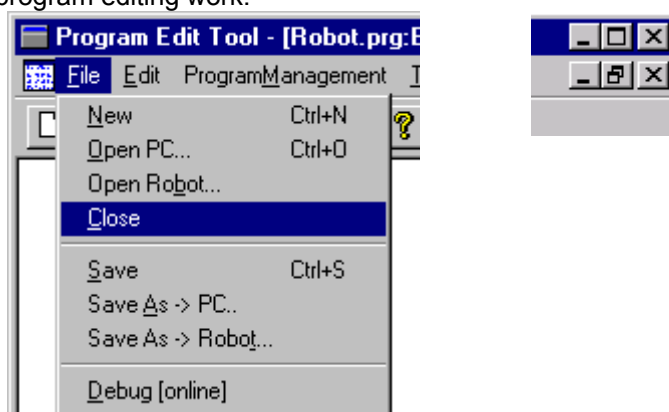 program editing work.
Program Edit Tool - [Robot.prg:E
File Edit ProgramManagement T
New Ctrl+N
Open PC... Ctrl+O
Open Robot...
Close
Save Ctrl+S
Save As -> PC..
Save As -> Robot...
Debug [online]